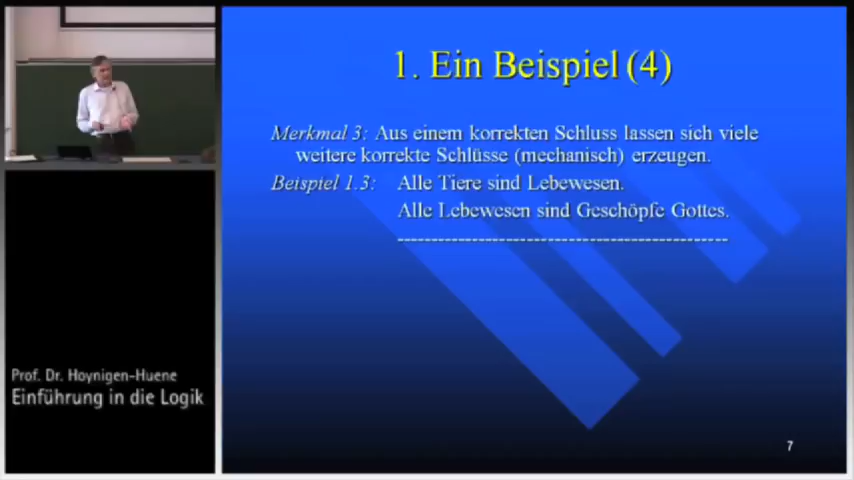 1. Ein Beispiel (4)
Merkmal 3: Aus einem korrekten Schluss lassen sich viele
weitere korrekte Schlüsse (mechanisch) erzeugen.
Beispiel 1.3: Alle Tiere sind Lebewesen.
Alle Lebewesen sind Geschöpfe Gottes.
-----------------------------------------------
Prof. Dr. Hoynigen-Huene
Einführung in die Logik
7